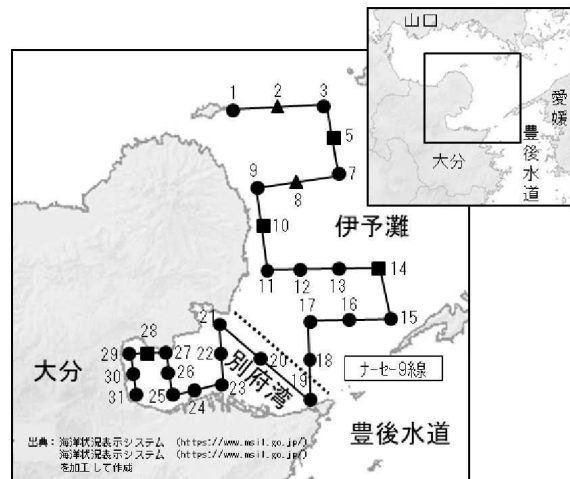 山口
愛媛
大分
豊後水道
1
2
3
5
7
9
8
10
伊予灘
11
12
13
14
17
16
15
21
28
29
27
22
20
18
大分
別府湾
30
26
23
19
ナーセー9線
31
25
24
豊後水道
出典：海洋状況表示システム （https://www.msil.go.jp/）
海洋状況表示システム （https://www.msil.go.jp/）
を加工して作成